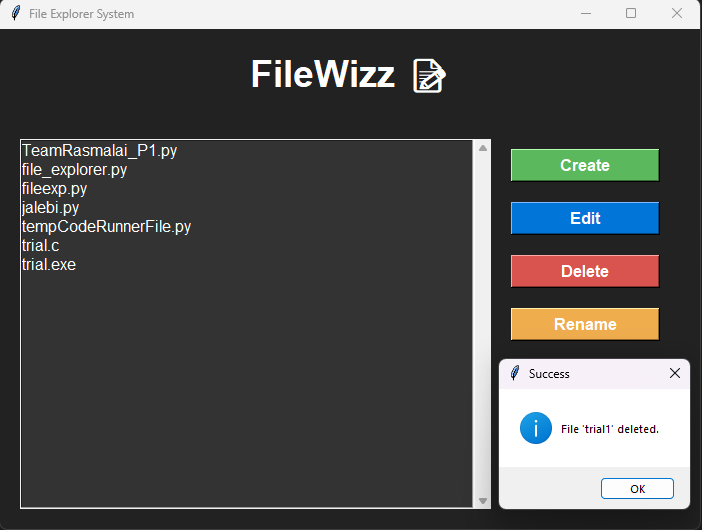 File Explorer System
FileWizz
TeamRasmalai_P1.py
file_explorer.py
fileexp.py
jalebi.py
tempCodeRunnerFile.py
trial.c
trial.exe
Create
Edit
Delete
Rename
Success
File 'trial1' deleted.
OK